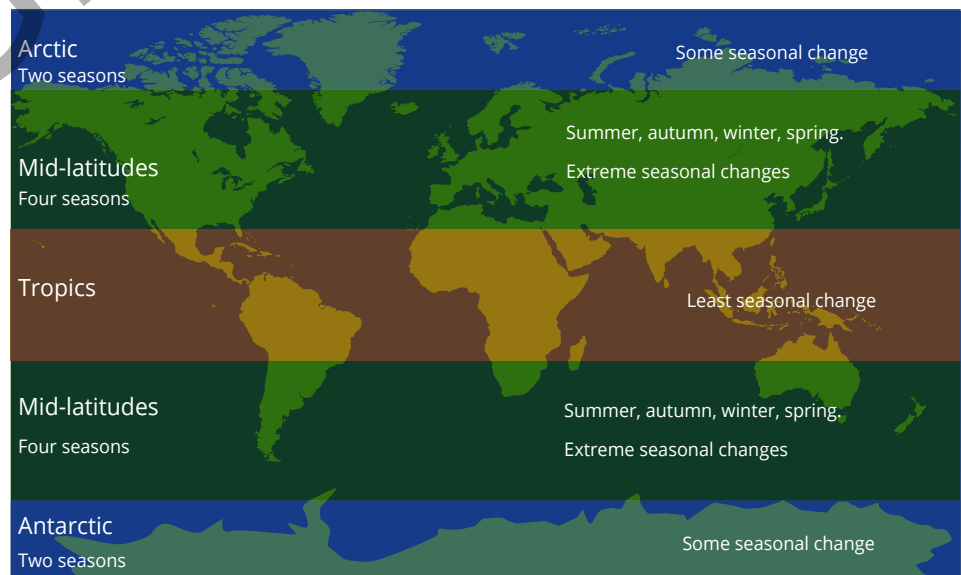 Arctic
Two seasons
Some seasonal change
Summer, autumn, winter, spring.
Mid-latitudes
Extreme seasonal changes
Four seasons
Tropics
Least seasonal change
Mid-latitudes
Summer, autumn, winter, spring.
Four seasons
Extreme seasonal changes
Antarctic
Some seasonal change
Two seasons